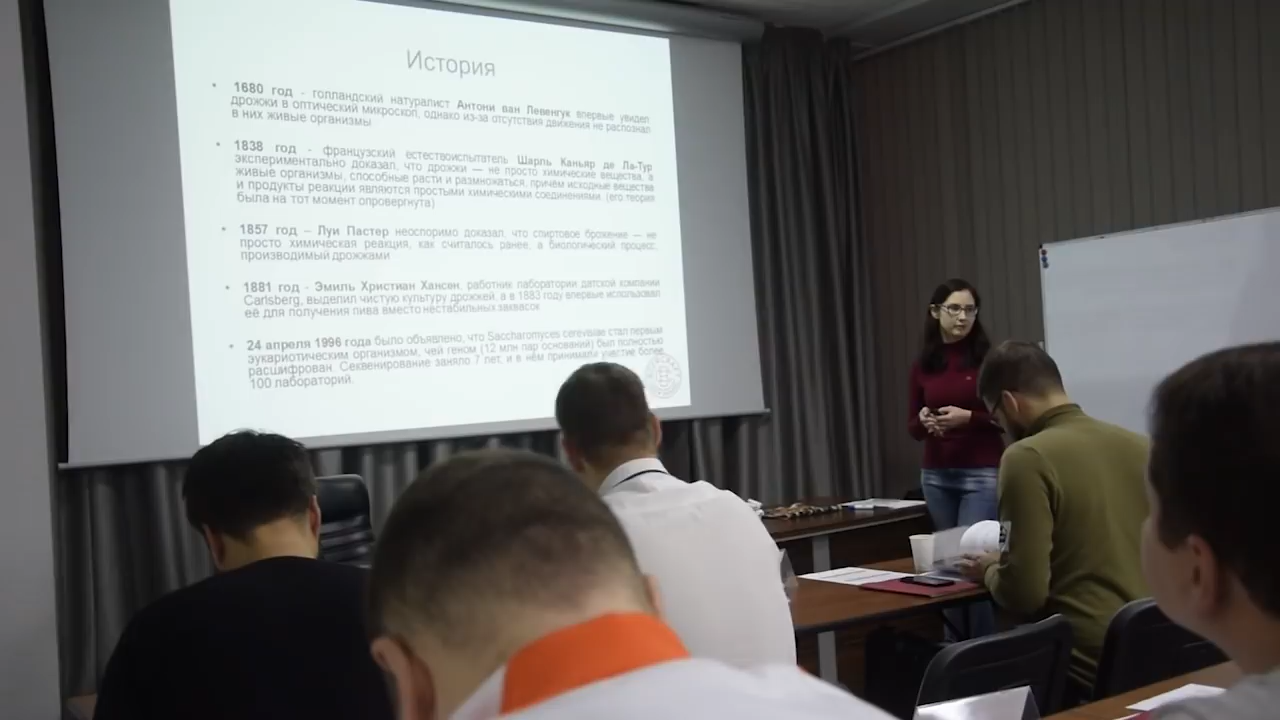 История
1680 год - голландский натуралист Антони ван Левенгук впервые увидел
дрожжи в оптический микроскоп, однако из-за отсутствия движения не распознал
в них живые организмы
1838 год - французский естествоиспытатель Шарль Каньяр де Ла-Тур
экспериментально доказал, что дрожжи — не просто химические вещества, а
живые организмы, способные расти и размножаться, причём исходные вещества
и продукты реакции являются простыми химическими соединениями. (его теория
была на тот момент опровергнута)
1857 год – Луи Пастер неоспоримо доказал, что спиртовое брожение — не
просто химическая реакция, как считалось ранее, а биологический процесс,
производимый дрожжами
1881 год - Эмиль Христиан Хансен, работник лаборатории датской компании
Carlsberg, выделил чистую культуру дрожжей, а в 1883 году впервые использовал
её для получения пива вместо нестабильных заквасок
24 апреля 1996 года было объявлено, что Saccharomyces cerevisiae стал первым
эукариотическим организмом, чей геном (12 млн пар оснований) был полностью
расшифрован. Секвенирование заняло 7 лет, и в нём принимали участие более
100 лабораторий.